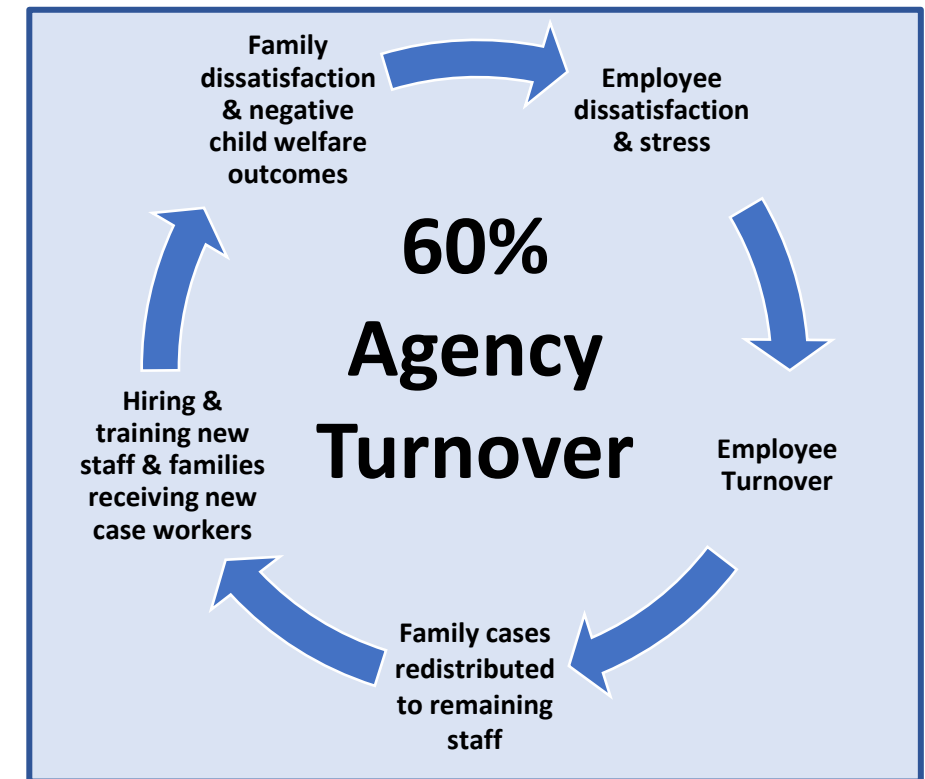 Family
dissatisfaction
& negative
child welfare
outcomes
Employee
dissatisfaction
& stress
60%
Agency
Turnover
Employee
Turnover
Family cases
redistributed
to remaining
staff
Hiring &
training new
staff & families
receiving new
case workers